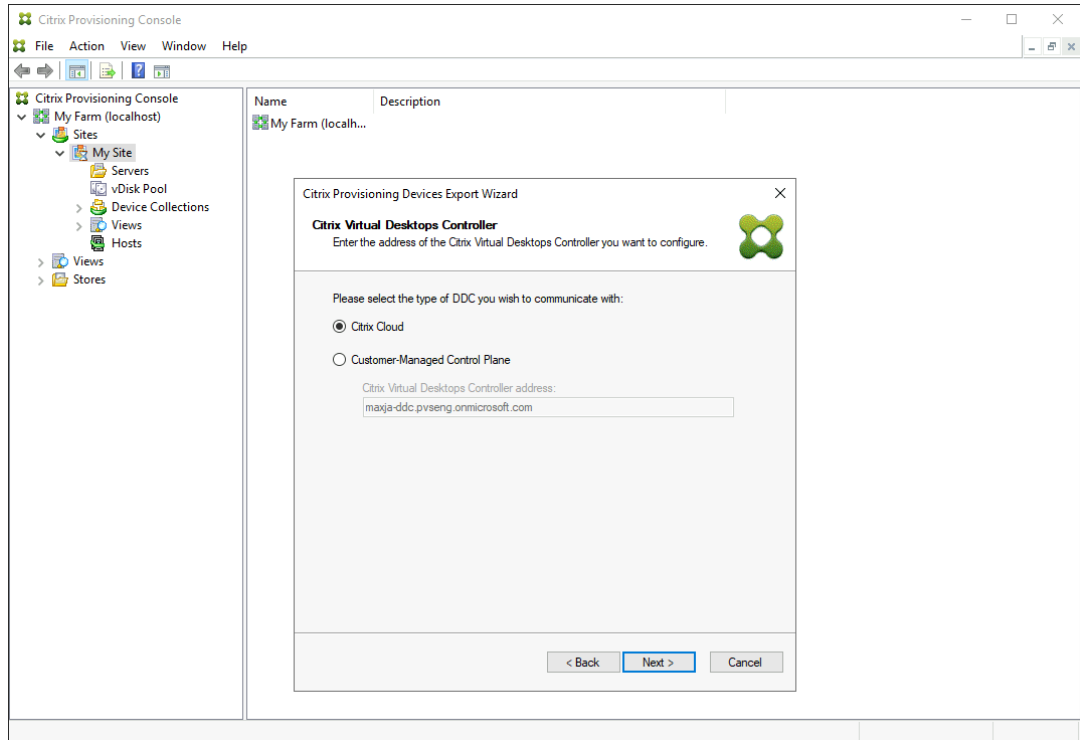 Citrix Provisioning Console
File Action View Window Help
Citrix Provisioning Console
My Farm (localhost)
Sites
My Site
Servers
vDisk Pool
Device Collections
Views
Hosts
Views
Stores
Name Description
My Farm (localh...
Citrix Provisioning Devices Export Wizard
Citrix Virtual Desktops Controller
Enter the address of the Citrix Virtual Desktops Controller you want to configure.
Please select the type of DDC you wish to communicate with:
Citrix Cloud
Customer-Managed Control Plane
Citrix Virtual Desktops Controller address:
maxja-ddc.pvseng.onmicrosoft.com
< Back Next > Cancel